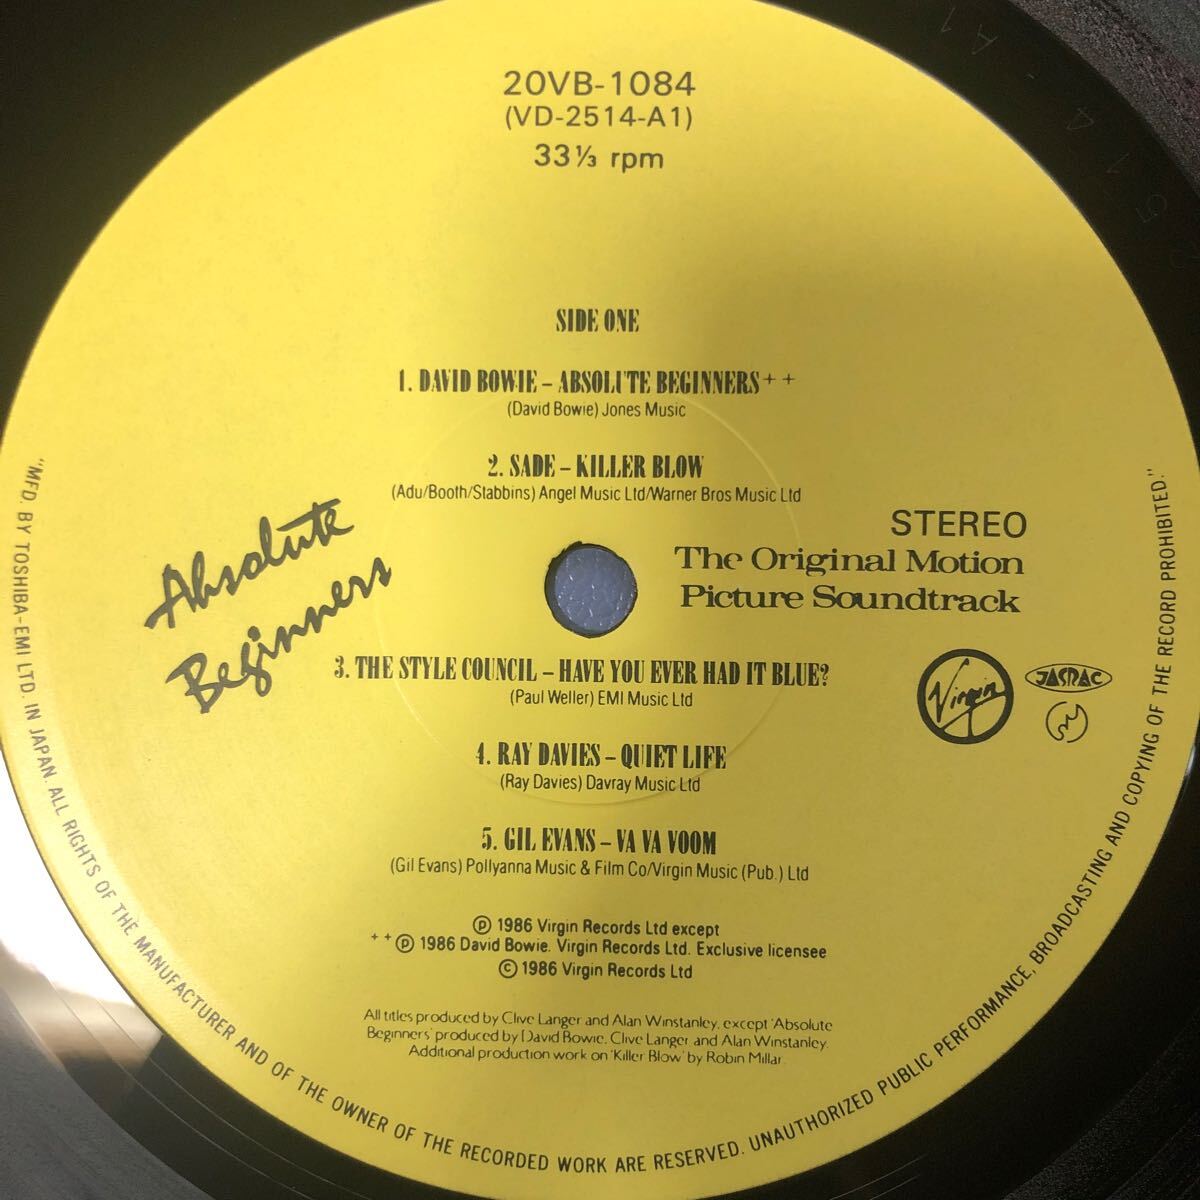 20VB-1084
(VD-2514-A1)
33⅓ rpm
SIDE ONE
1. DAVID BOWIE – ABSOLUTE BEGINNERS++
(David Bowie) Jones Music
2. SADE – KILLER BLOW
(Adu/Booth/Stabbins) Angel Music Ltd/Warner Bros Music Ltd
Absolute
Beginners
STEREO
The Original Motion
Picture Soundtrack
3. THE STYLE COUNCIL – HAVE YOU EVER HAD IT BLUE?
(Paul Weller) EMI Music Ltd
Virgin
JASRAC
4. RAY DAVIES – QUIET LIFE
(Ray Davies) Davray Music Ltd
5. GIL EVANS – VA VA VOOM
(Gil Evans) Pollyanna Music & Film Co/Virgin Music (Pub.) Ltd
℗ 1986 Virgin Records Ltd except
++℗ 1986 David Bowie. Virgin Records Ltd. Exclusive licensee
© 1986 Virgin Records Ltd
All titles produced by Clive Langer and Alan Winstanley, except 'Absolute
Beginners' produced by David Bowie, Clive Langer and Alan Winstanley.
Additional production work on 'Killer Blow' by Robin Millar
"MFD. BY TOSHIBA-EMI LTD. IN JAPAN. ALL RIGHTS OF THE MANUFACTURER AND OF THE OWNER OF THE RECORDED WORK ARE RESERVED. UNAUTHORIZED PUBLIC PERFORMANCE, BROADCASTING AND COPYING OF THE RECORD PROHIBITED."